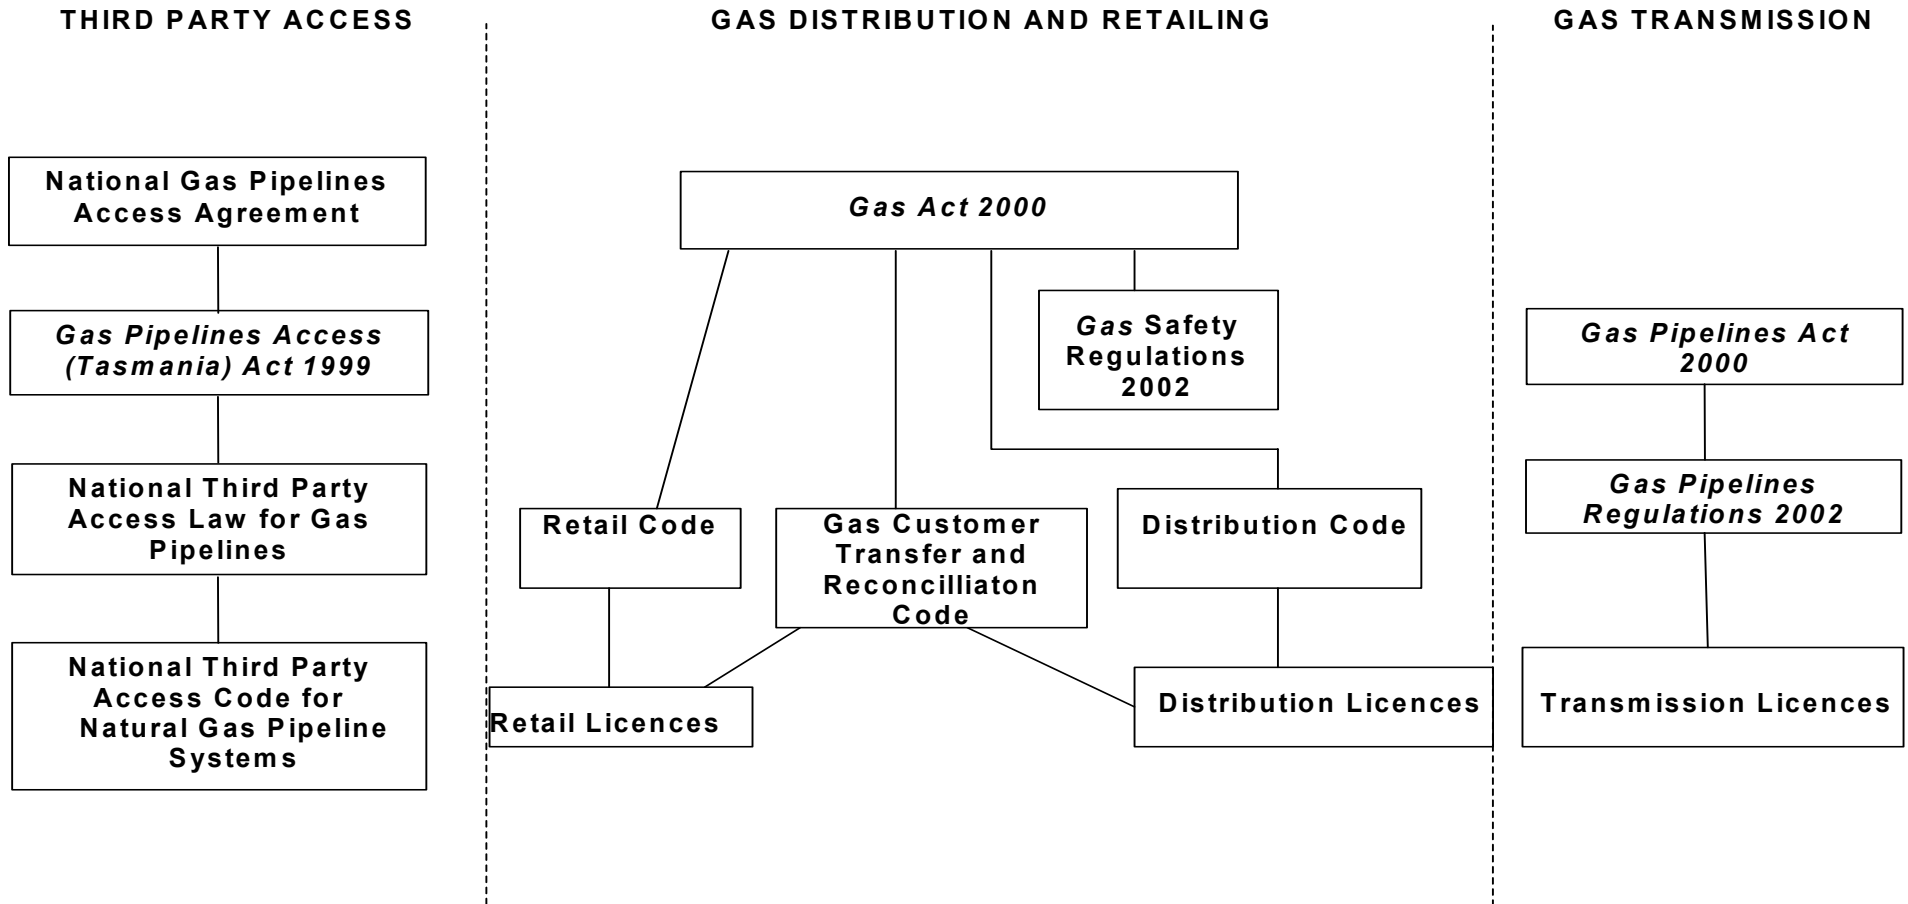 THIRD PARTY ACCESS
GAS DISTRIBUTION AND RETAILING
GAS TRANSMISSION
National Gas Pipelines
Access Agreement
Gas Pipelines Access
(Tasmania) Act 1999
National Third Party
Access Law for Gas
Pipelines
National Third Party
Access Code for
Natural Gas Pipeline
Systems
Gas Act 2000
Gas Safety
Regulations
2002
Retail Code
Gas Customer
Transfer and
Reconcilliaton
Code
Distribution Code
Retail Licences
Distribution Licences
Gas Pipelines Act
2000
Gas Pipelines
Regulations 2002
Transmission Licences